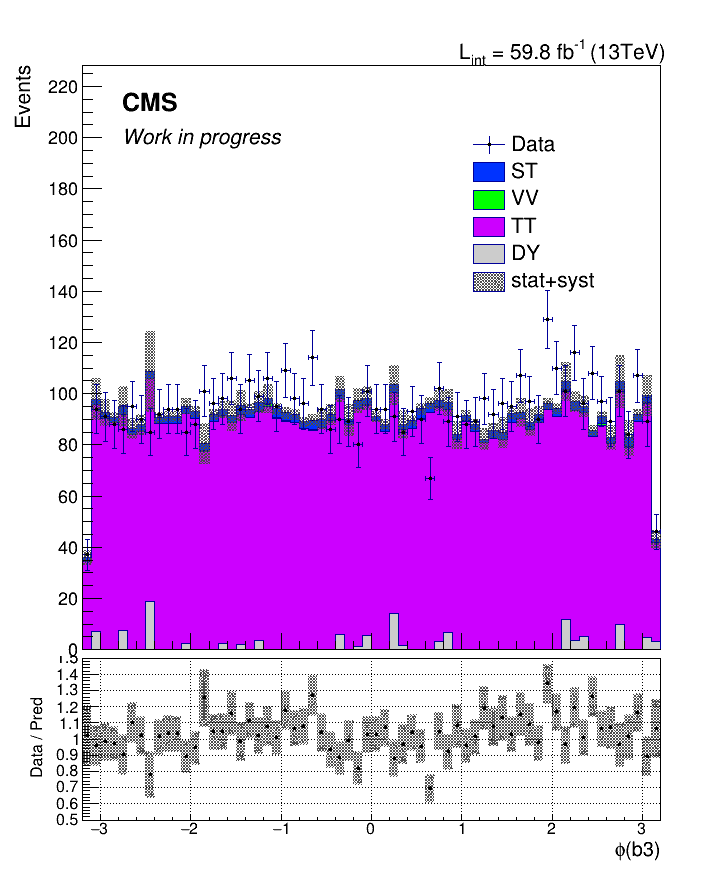 L_int = 59.8 fb^-1 (13TeV)
Events
CMS
Work in progress
Data
ST
VV
TT
DY
stat+syst
220
200
180
160
140
120
100
80
60
40
20
0
Data / Pred
1.5
1.4
1.3
1.2
1.1
1
0.9
0.8
0.7
0.6
0.5
−3 −2 −1 0 1 2 3
ϕ(b3)